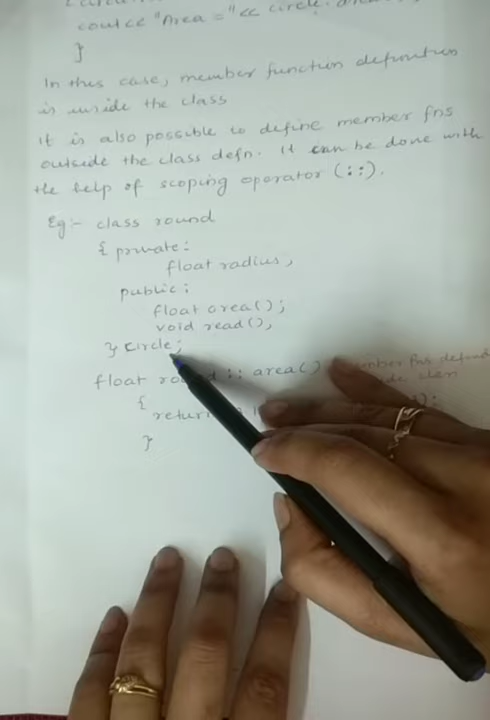 cout<< "Area ="<< circle.
}
In this case, member function definition
is inside the class
It is also possible to define member fns
outside the class defn. It can be done with
the help of scoping operator (::).
Eg:- class round
{ private:
float radius,
public:
float area();
void read(),
} circle;
float :: area() fns
{
return
}